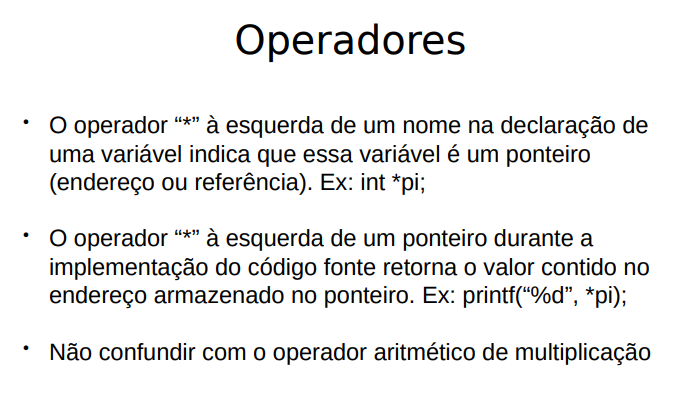 Operadores
• O operador “*” à esquerda de um nome na declaração de
uma variável indica que essa variável é um ponteiro
(endereço ou referência). Ex: int *pi;
• O operador “*” à esquerda de um ponteiro durante a
implementação do código fonte retorna o valor contido no
endereço armazenado no ponteiro. Ex: printf(“%d”, *pi);
• Não confundir com o operador aritmético de multiplicação